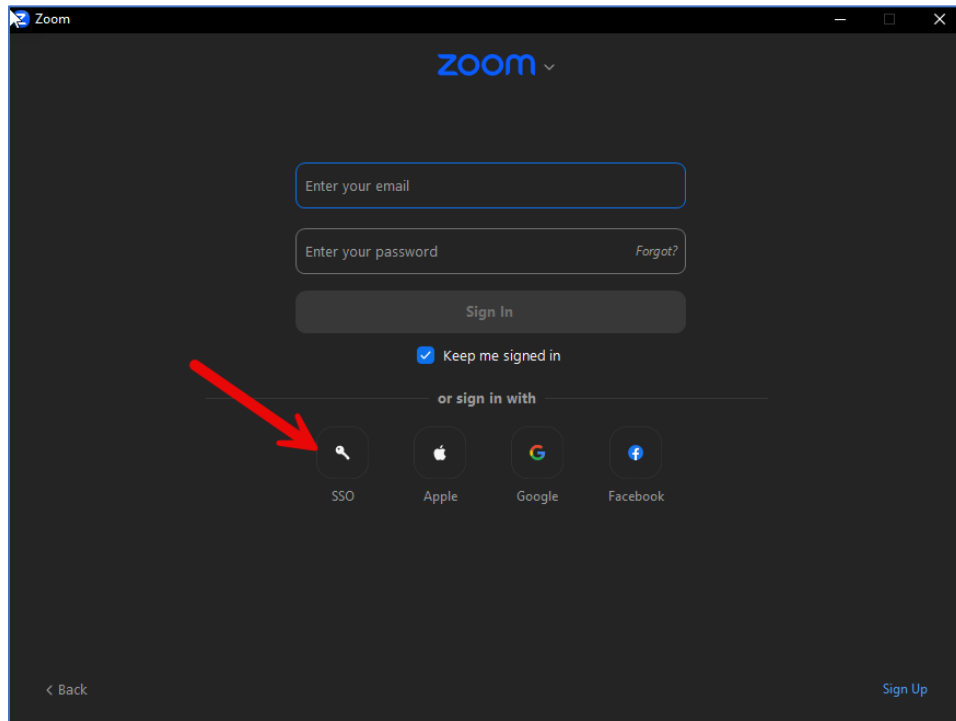 Zoom
zoom
Enter your email
Enter your password Forgot?
Sign In
Keep me signed in
or sign in with
SSO Apple Google Facebook
< Back Sign Up